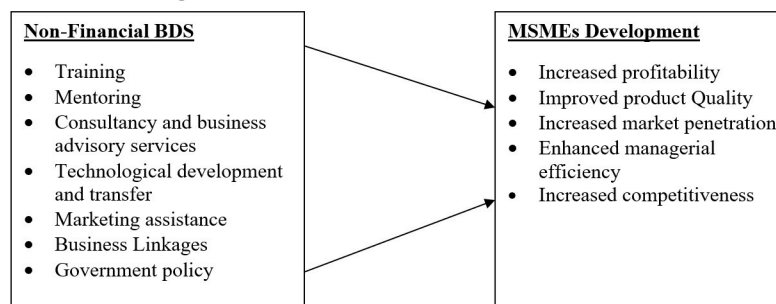 Non-Financial BDS
• Training
• Mentoring
• Consultancy and business
advisory services
• Technological development
and transfer
• Marketing assistance
• Business Linkages
• Government policy
MSMEs Development
• Increased profitability
• Improved product Quality
• Increased market penetration
• Enhanced managerial
efficiency
• Increased competitiveness